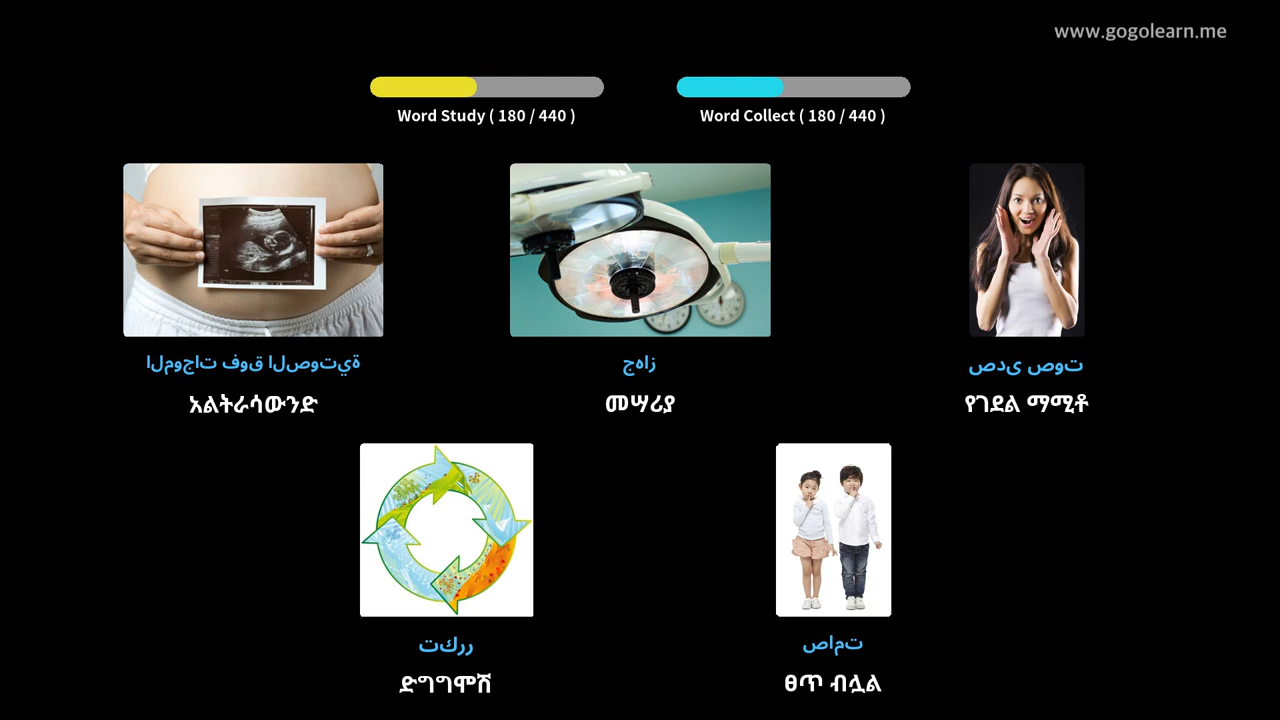 www.gogolearn.me
Word Study ( 180 / 440 )
Word Collect ( 180 / 440 )
الموجات فوق الصوتية
አልትራሳውንድ
جهاز
መሣሪያ
صدى صوت
የገደል ማሚቶ
تكرر
ድግግሞሽ
صامت
ፀጥ ብሏል